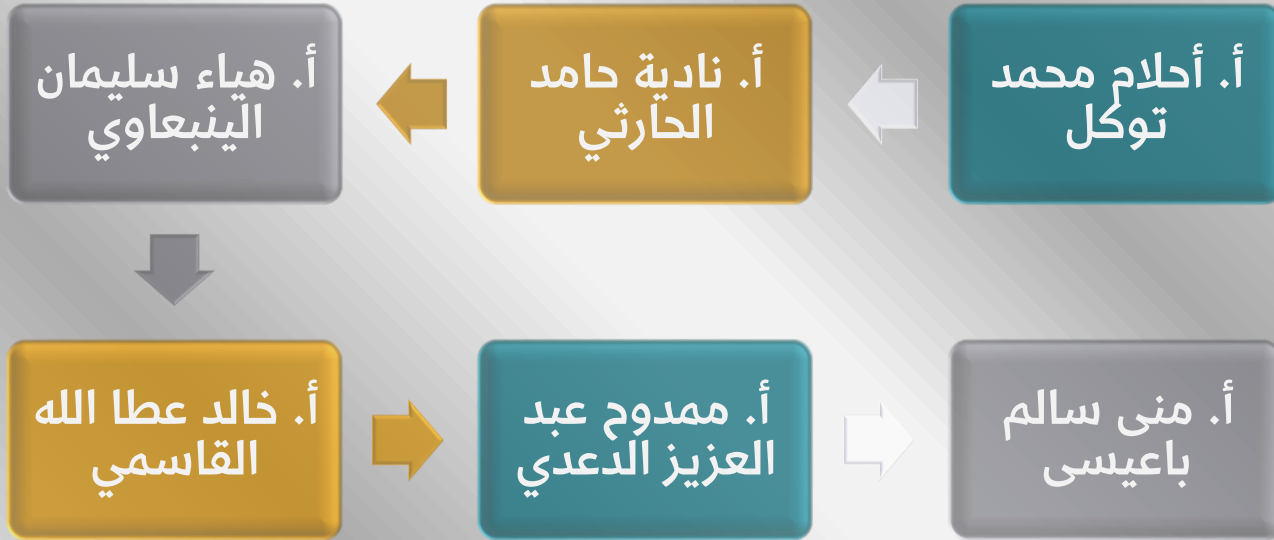 أ. أحلام محمد
توكل
أ. نادية حامد
الحارثي
أ. هياء سليمان
الينبعاوي
أ. خالد عطا الله
القاسمي
أ. ممدوح عبد
العزيز الدعدي
أ. منى سالم
باعيسى